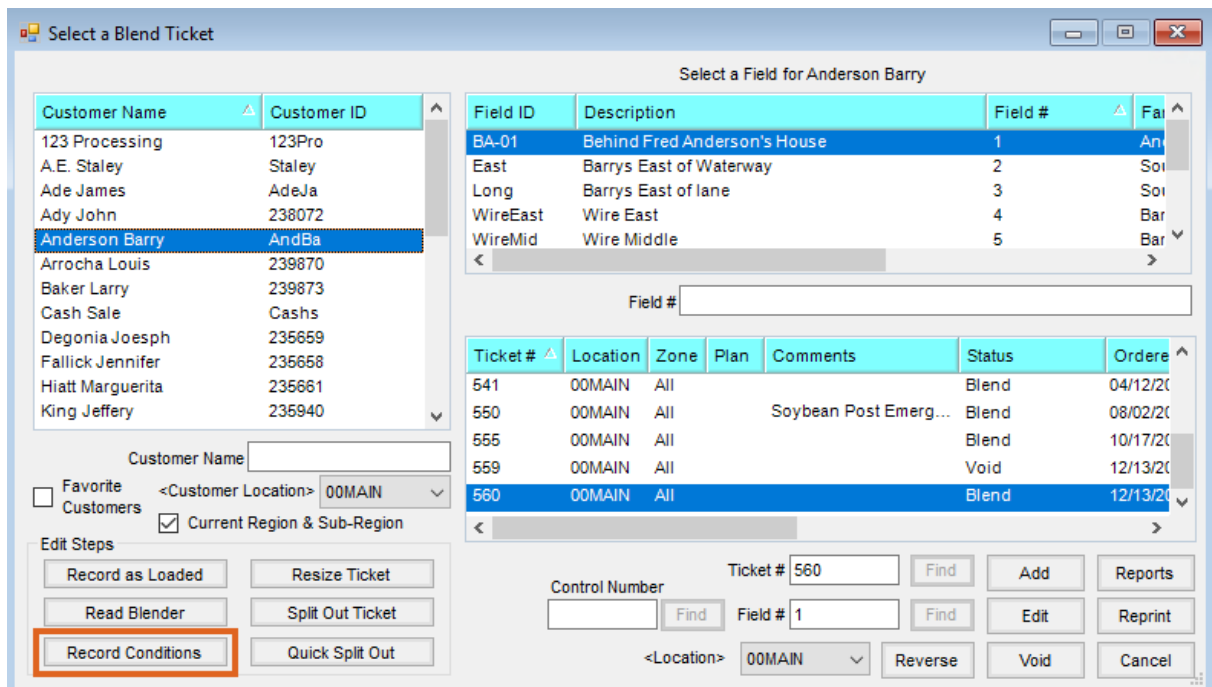 Select a Blend Ticket
Select a Field for Anderson Barry
Customer Name Customer ID
123 Processing 123Pro
A.E. Staley Staley
Ade James AdeJa
Ady John 238072
Anderson Barry AndBa
Arrocha Louis 239870
Baker Larry 239873
Cash Sale Cashs
Degonia Joesph 235659
Fallick Jennifer 235658
Hiatt Marguerita 235661
King Jeffery 235940
Customer Name
Favorite Customers
<Customer Location> 00MAIN
Current Region & Sub-Region
Edit Steps
Record as Loaded Resize Ticket
Read Blender Split Out Ticket
Record Conditions Quick Split Out
Field ID Description Field # Far
BA-01 Behind Fred Anderson's House 1 And
East Barrys East of Waterway 2 Sou
Long Barrys East of lane 3 Sou
WireEast Wire East 4 Bar
WireMid Wire Middle 5 Bar
Field #
Ticket # Location Zone Plan Comments Status Ordere
541 00MAIN All Blend 04/12/20
550 00MAIN All Soybean Post Emerg... Blend 08/02/20
555 00MAIN All Blend 10/17/20
559 00MAIN All Void 12/13/20
560 00MAIN All Blend 12/13/20
Control Number Find
Ticket # 560 Find Add Reports
Field # 1 Find Edit Reprint
<Location> 00MAIN Reverse Void Cancel